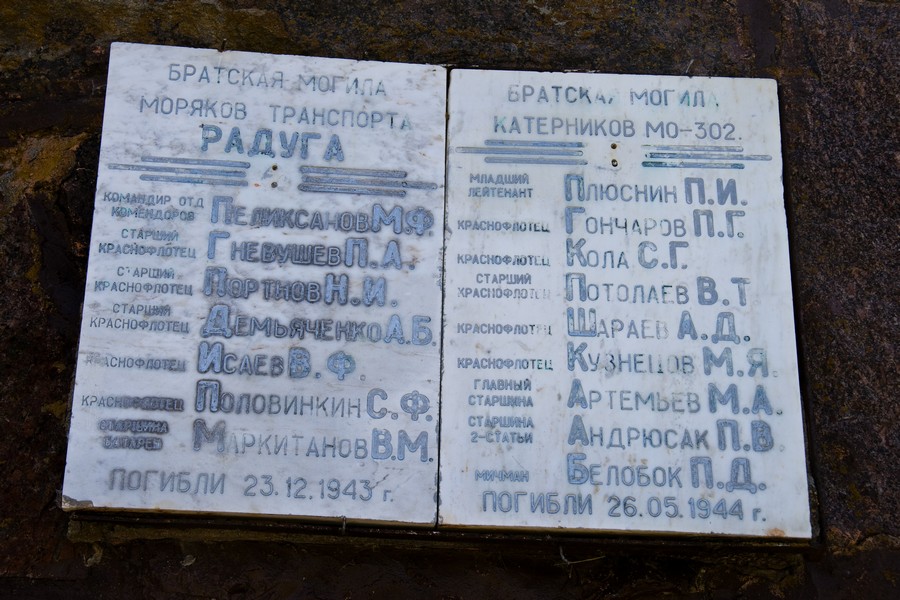 БРАТСКАЯ МОГИЛА
МОРЯКОВ ТРАНСПОРТА
РАДУГА
КОМАНДИР ОТД
КОМЕНДОРОВ
ПЕЛИКСАНОВ М.Ф
СТАРШИЙ
КРАСНОФЛОТЕЦ
ГНЕВУШЕВ П.А.
СТАРШИЙ
КРАСНОФЛОТЕЦ
ПОРТНОВ Н.И.
СТАРШИЙ
КРАСНОФЛОТЕЦ
ДЕМЬЯЧЕНКО А.Б
КРАСНОФЛОТЕЦ ИСАЕВ В.Ф.
КРАСНОФЛОТЕЦ ПОЛОВИНКИН С.Ф.
СТАРШИНА
БАТАРЕЕ
МАРКИТАНОВ В.М.
ПОГИБЛИ 23.12.1943 г.
БРАТСКАЯ МОГИЛА
КАТЕРНИКОВ МО-302.
МЛАДШИЙ
ЛЕЙТЕНАНТ
ПЛЮСНИН П.И.
КРАСНОФЛОТЕЦ ГОНЧАРОВ П.Г.
КРАСНОФЛОТЕЦ КОЛА С.Г.
СТАРШИЙ
КРАСНОФЛОТЕЦ
ПОТОЛАЕВ В.Т
КРАСНОФЛОТЕЦ ШАРАЕВ А.Д.
КРАСНОФЛОТЕЦ КУЗНЕЦОВ М.Я.
ГЛАВНЫЙ
СТАРШИНА
АРТЕМЬЕВ М.А.
СТАРШИНА
2-СТАТЬИ
АНДРЮСАК П.В
МИЧМАН БЕЛОБОК П.Д.
ПОГИБЛИ 26.05.1944 г.